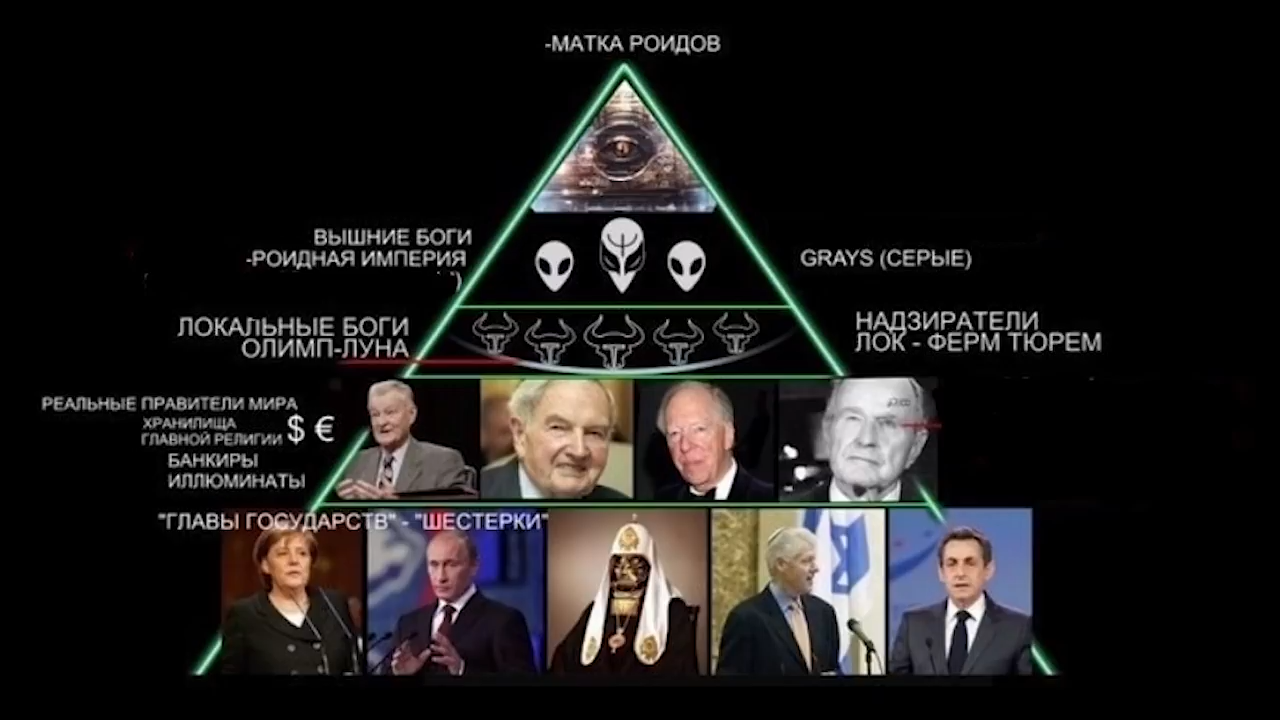 -МАТКА РОИДОВ
ВЫШНИЕ БОГИ
-РОИДНАЯ ИМПЕРИЯ
)
GRAYS (СЕРЫЕ)
ЛОКАЛЬНЫЕ БОГИ
ОЛИМП-ЛУНА
НАДЗИРАТЕЛИ
ЛОК - ФЕРМ ТЮРЕМ
РЕАЛЬНЫЕ ПРАВИТЕЛИ МИРА
ХРАНИЛИЩА
ГЛАВНОЙ РЕЛИГИИ $ €
БАНКИРЫ
ИЛЛЮМИНАТЫ
"ГЛАВЫ ГОСУДАРСТВ" - "ШЕСТЕРКИ"